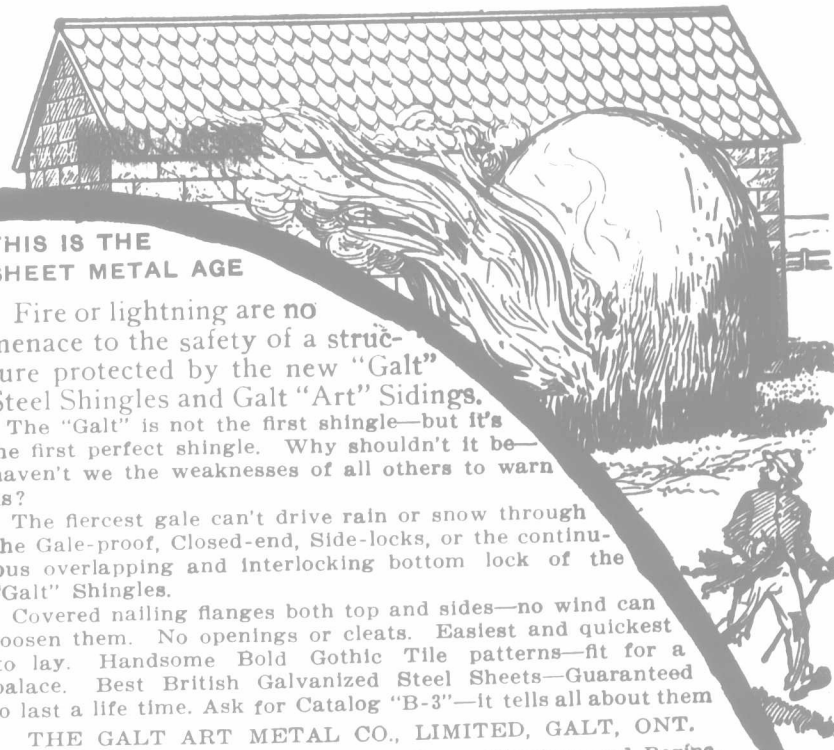 THIS IS THE
SHEET METAL AGE
Fire or lightning are no
menace to the safety of a struc-
ture protected by the new "Galt"
Steel Shingles and Galt "Art" Sidings.
The "Galt" is not the first shingle—but it's
the first perfect shingle. Why shouldn't it be—
haven't we the weaknesses of all others to warn
us?
The fiercest gale can't drive rain or snow through
the Gale-proof, Closed-end, Side-locks, or the continu-
ous overlapping and interlocking bottom lock of the
"Galt" Shingles.
Covered nailing flanges both top and sides—no wind can
loosen them. No openings or cleats. Easiest and quickest
to lay. Handsome Bold Gothic Tile patterns—fit for a
palace. Best British Galvanized Steel Sheets—Guaranteed
to last a life time. Ask for Catalog "B-3"—it tells all about them
THE GALT ART METAL CO., LIMITED, GALT, ONT.